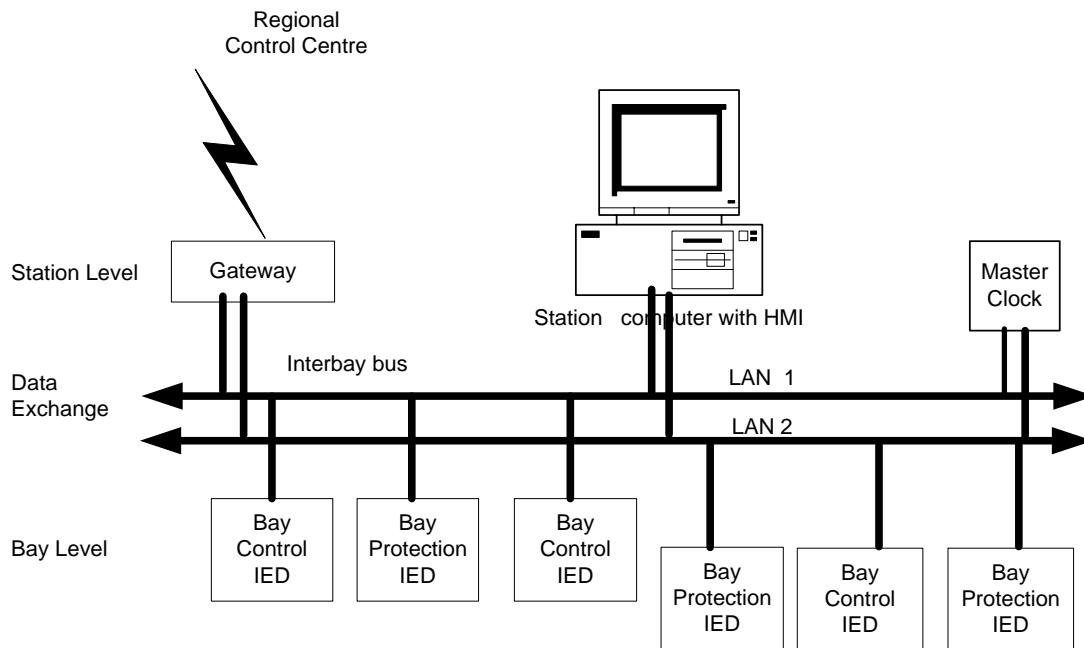 Regional
Control Centre
Station Level
Gateway
Master
Clock
Station computer with HMI
Interbay bus
Data
Exchange
LAN 1
LAN 2
Bay Level
Bay
Control
IED
Bay
Protection
IED
Bay
Control
IED
Bay
Protection
IED
Bay
Control
IED
Bay
Protection
IED